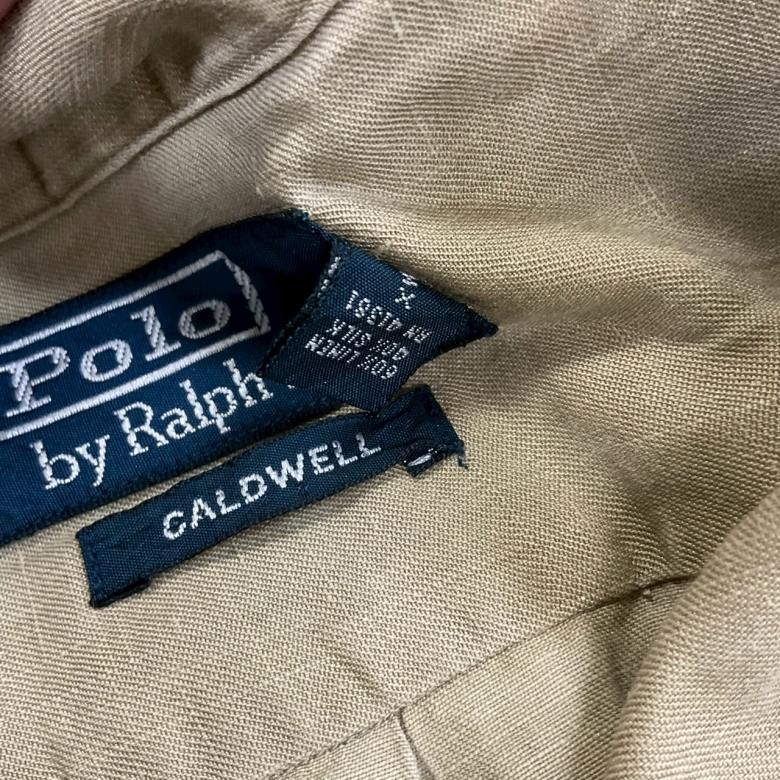 Polo
by Ralph
CALDWELL
60% LINEN
40% SILK
RN 41381